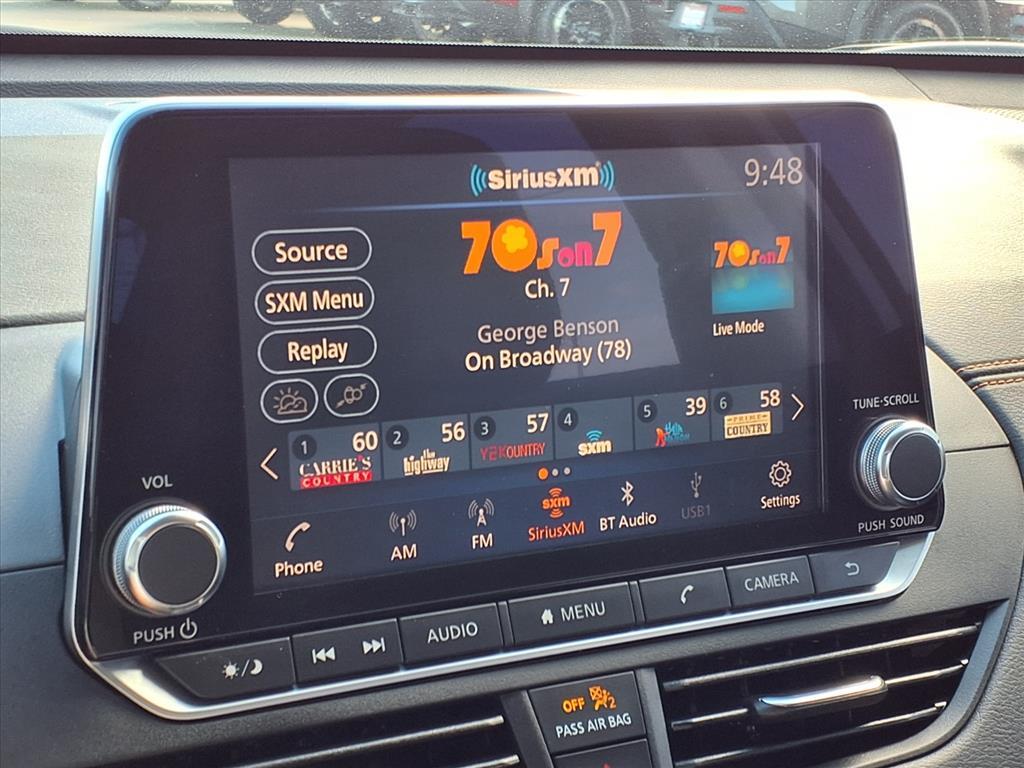 SiriusXM
9:48
Source
SXM Menu
Replay
70s on 7
Ch. 7
George Benson
On Broadway (78)
70s on 7
Live Mode
1 60
CARRIE'S
COUNTRY
2 56
the
highway
3 57
Y2KOUNTRY
4
sxm
5 39
6 58
PRIME
COUNTRY
Phone
AM
FM
sxm
SiriusXM
BT Audio
USB1
Settings
VOL
PUSH
TUNE·SCROLL
PUSH SOUND
AUDIO
MENU
CAMERA
OFF 2
PASS AIR BAG